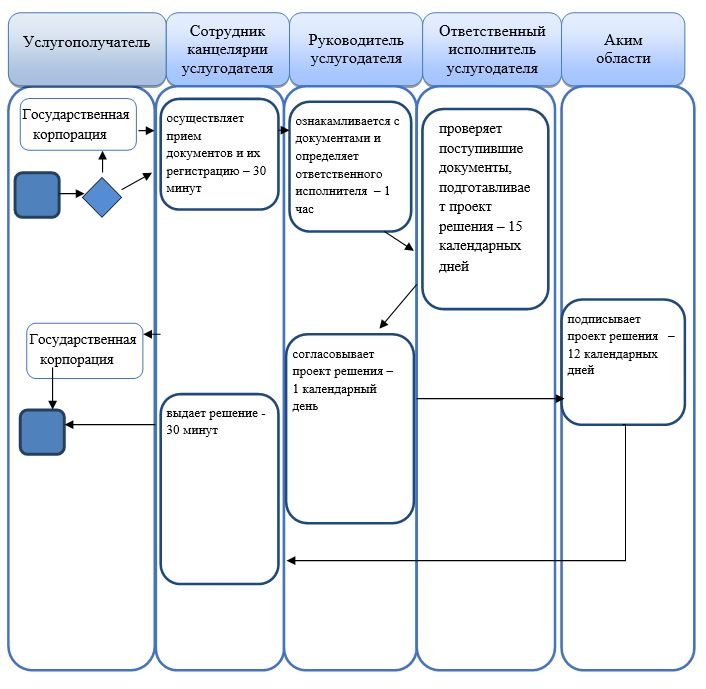 Услугополучатель
Сотрудник
канцелярии
услугодателя
Руководитель
услугодателя
Ответственный
исполнитель
услугодателя
Аким
области
Государственная
корпорация
осуществляет
прием
документов и их
регистрацию – 30
минут
ознакамливается с
документами и
определяет
ответственного
исполнителя – 1
час
проверяет
поступившие
документы,
подготавливае
т проект
решения – 15
календарных
дней
Государственная
корпорация
выдает решение -
30 минут
согласовывает
проект решения –
1 календарный
день
подписывает
проект решения –
12 календарных
дней